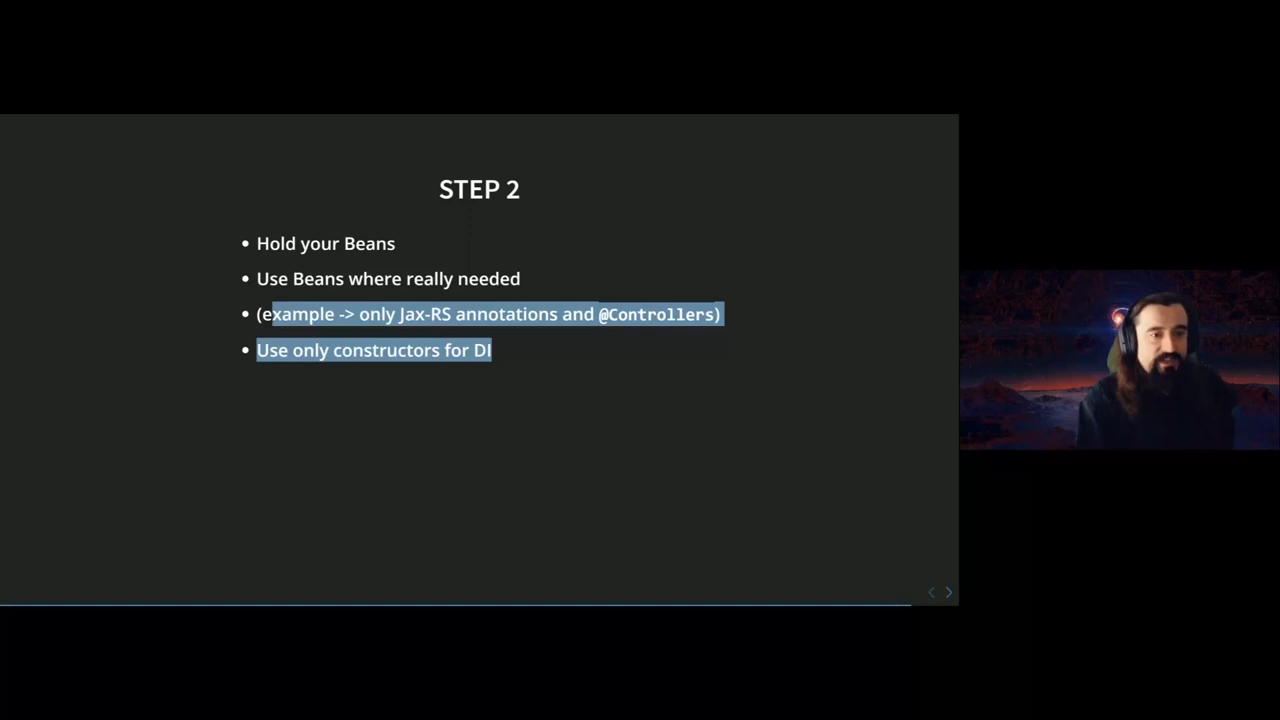 STEP 2
• Hold your Beans
• Use Beans where really needed
• (example -> only Jax-RS annotations and @Controllers)
• Use only constructors for DI